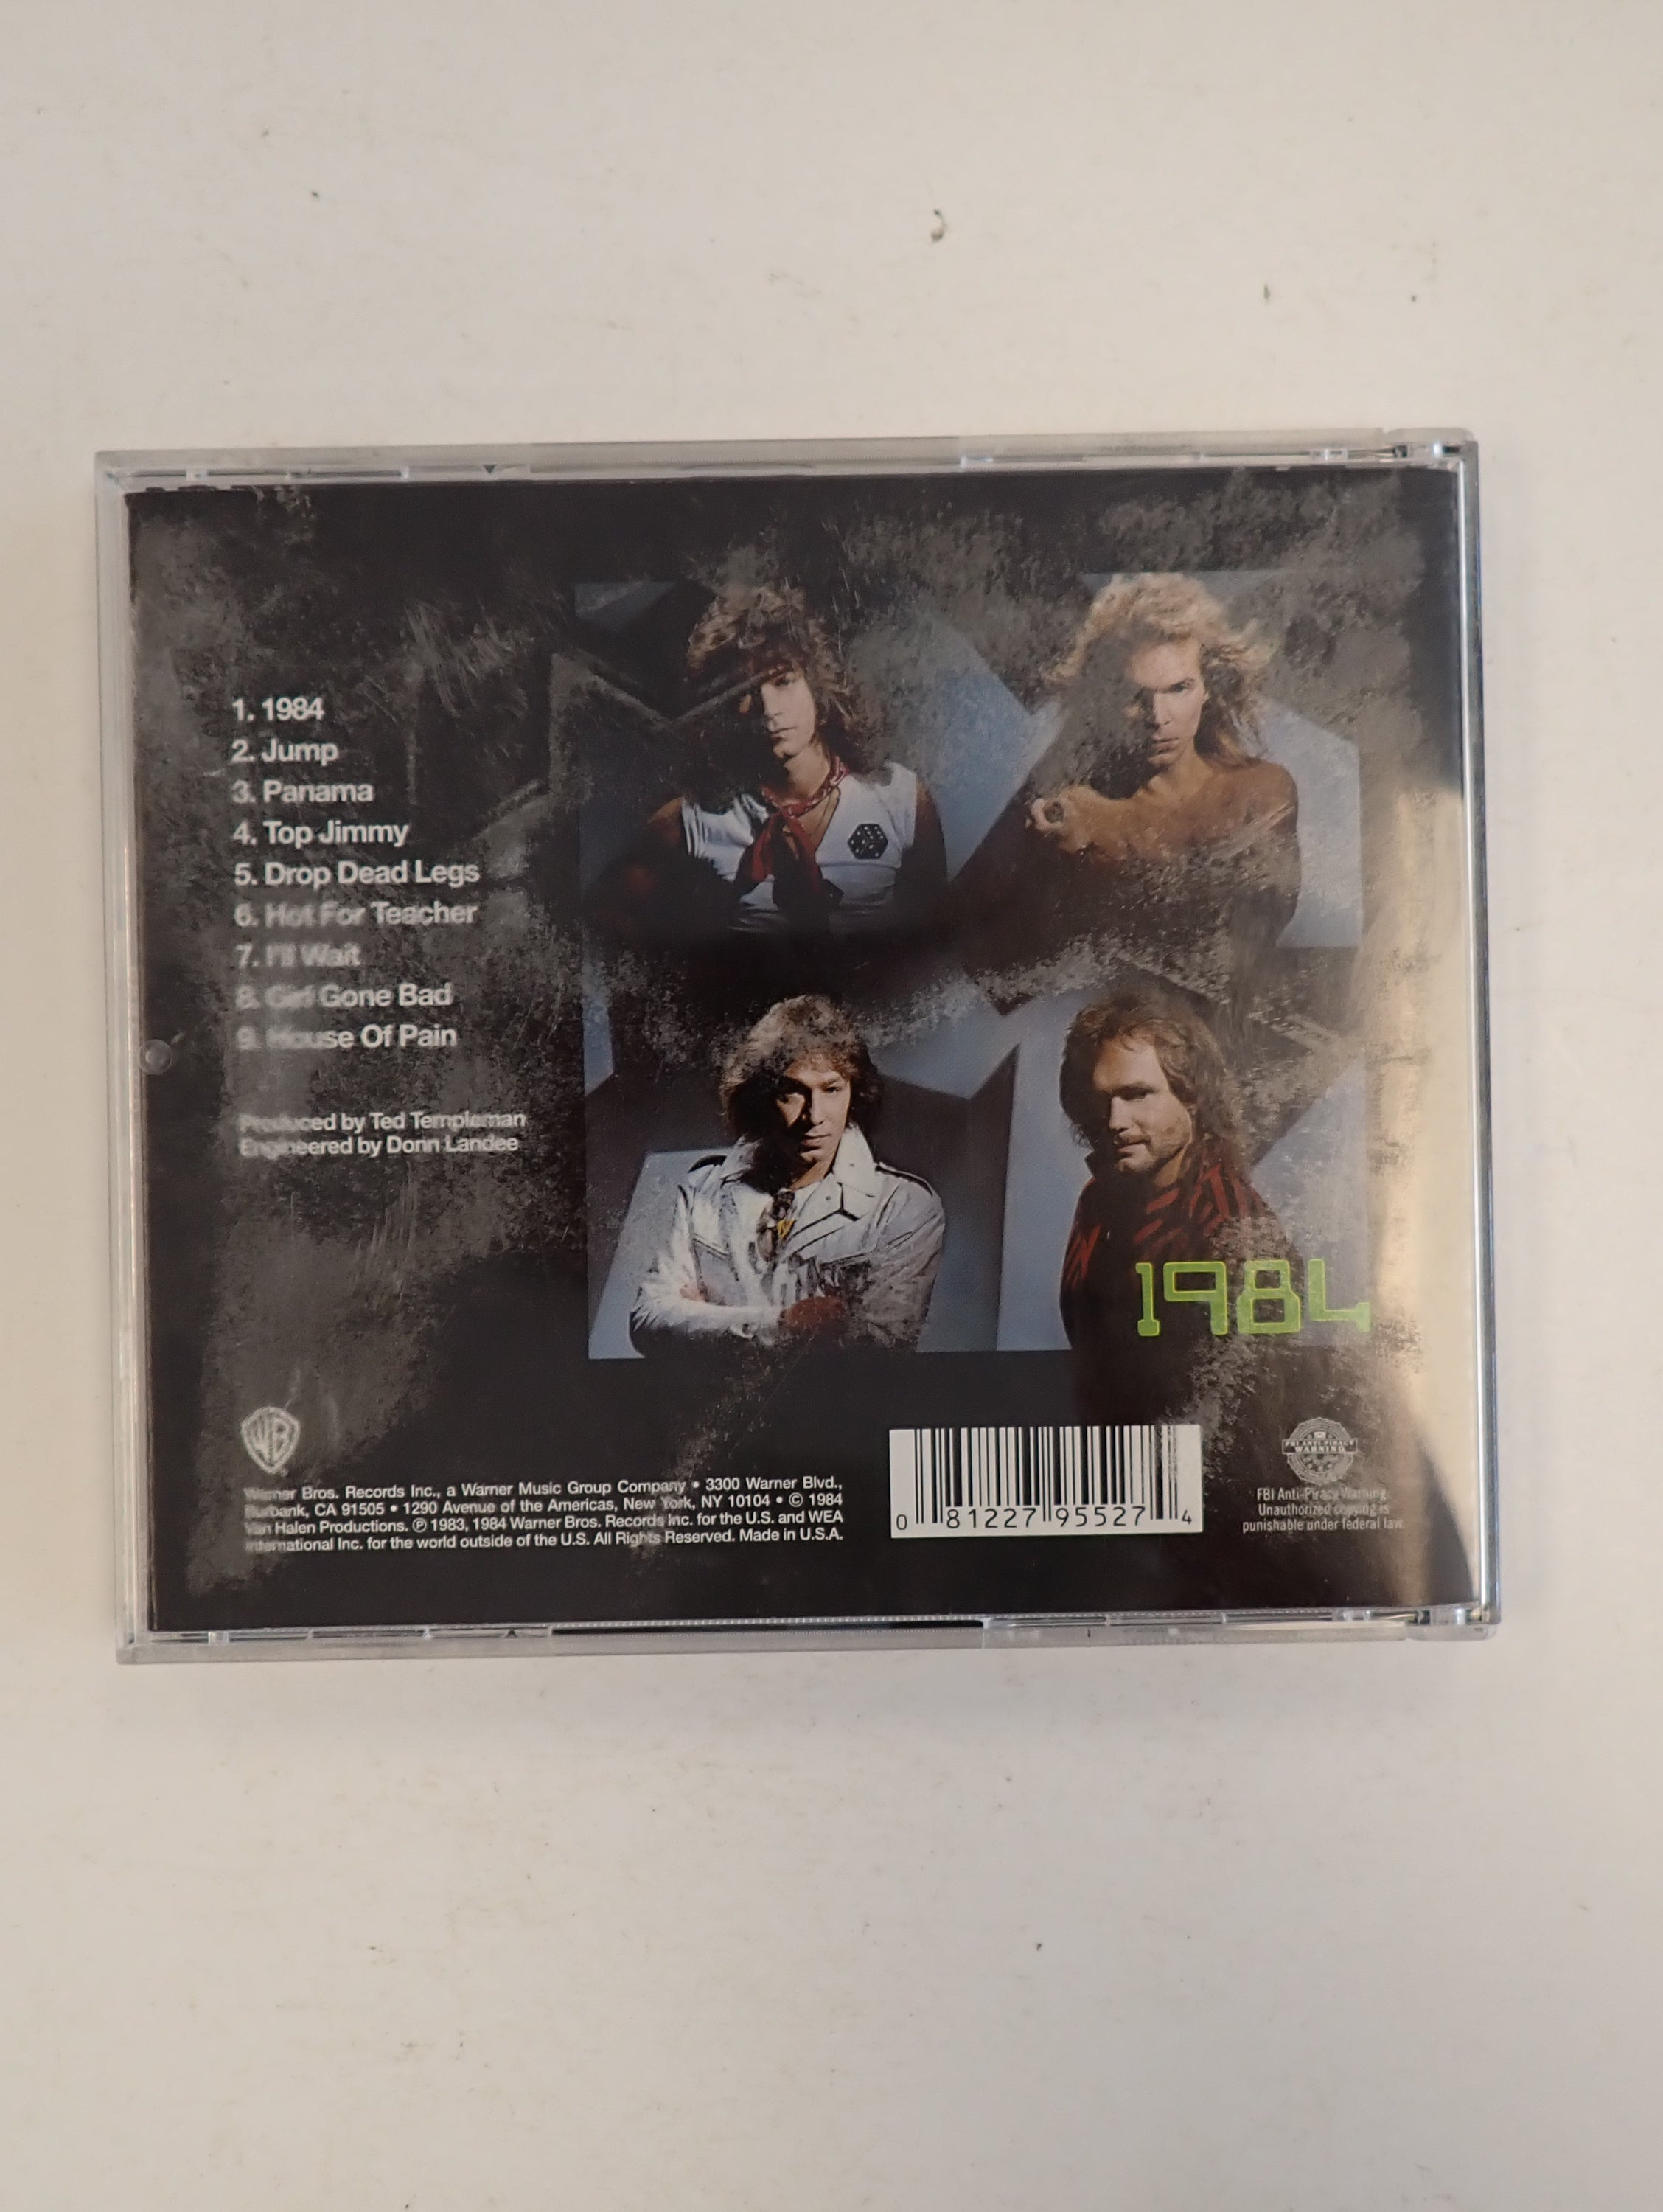 1. 1984
2. Jump
3. Panama
4. Top Jimmy
5. Drop Dead Legs
6. Hot For Teacher
7. I'll Wait
8. Girl Gone Bad
9. House Of Pain
Produced by Ted Templeman
Engineered by Donn Landee
1984
WB
Warner Bros. Records Inc., a Warner Music Group Company • 3300 Warner Blvd.,
Burbank, CA 91505 • 1290 Avenue of the Americas, New York, NY 10104 • © 1984
Van Halen Productions. ℗ 1983, 1984 Warner Bros. Records Inc. for the U.S. and WEA
International Inc. for the world outside of the U.S. All Rights Reserved. Made in U.S.A.
0 81227 95527 4
FBI ANTI-PIRACY
WARNING
FBI Anti-Piracy Warning:
Unauthorized copying is
punishable under federal law.